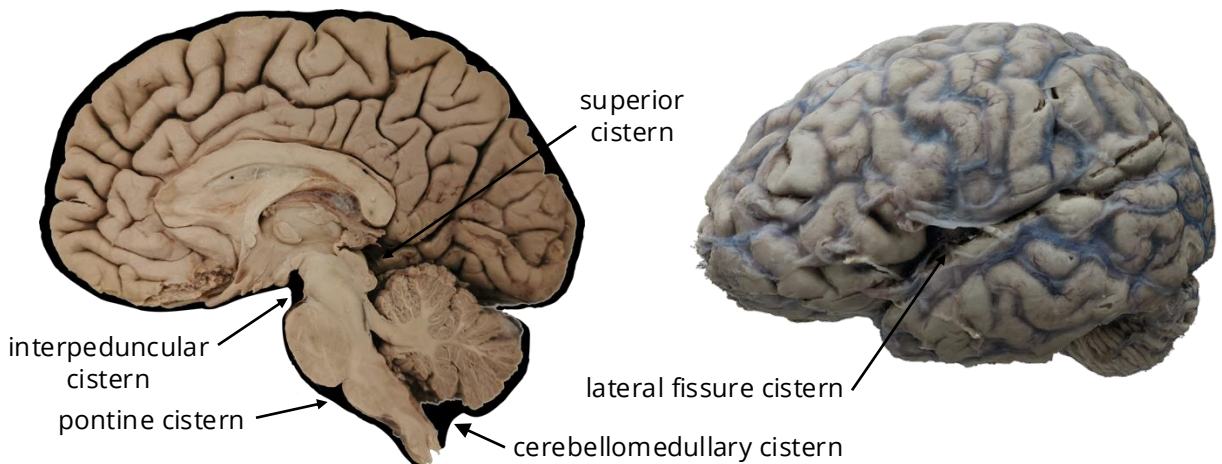 superior
cistern
interpeduncular
cistern
pontine cistern
lateral fissure cistern
cerebellomedullary cistern